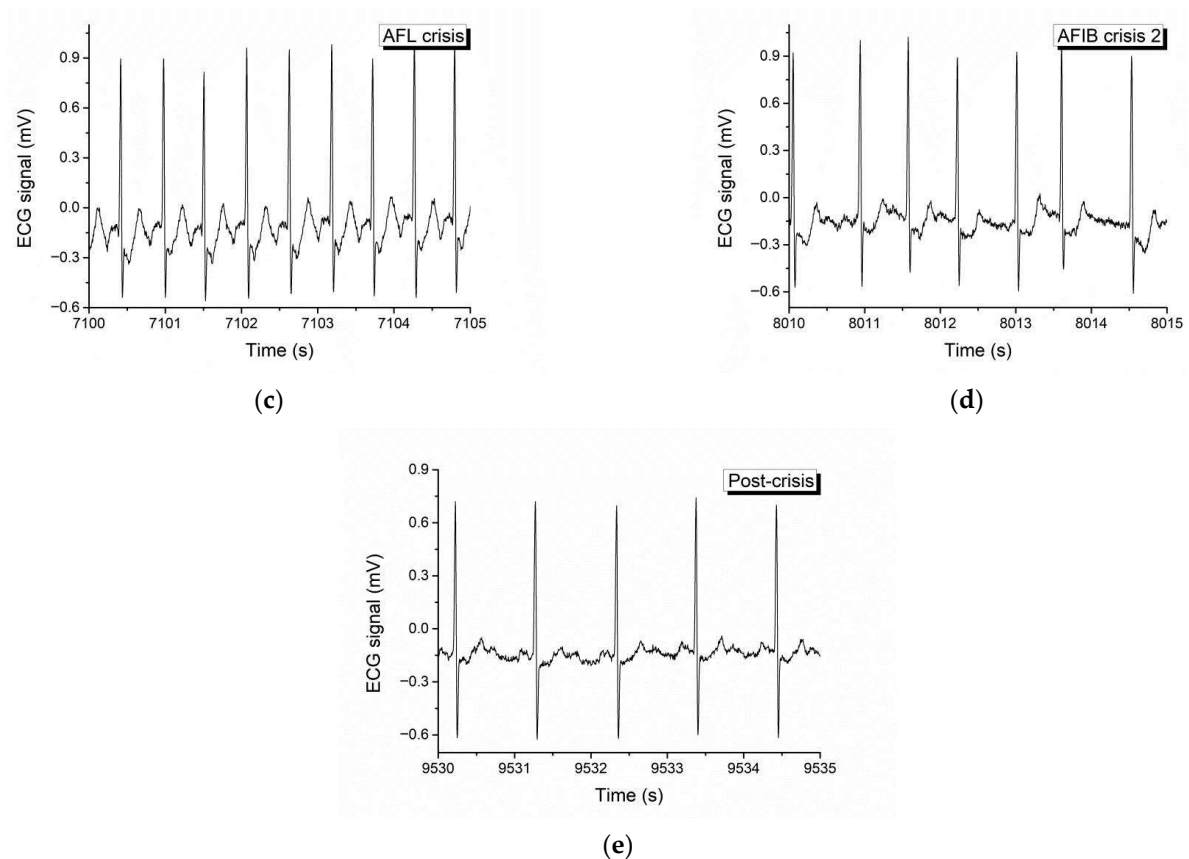 AFL crisis
0.9
0.6
0.3
0.0
−0.3
−0.6
ECG signal (mV)
7100 7101 7102 7103 7104 7105
Time (s)
(c)
AFIB crisis 2
0.9
0.6
0.3
0.0
−0.3
−0.6
ECG signal (mV)
8010 8011 8012 8013 8014 8015
Time (s)
(d)
Post-crisis
0.9
0.6
0.3
0.0
−0.3
−0.6
ECG signal (mV)
9530 9531 9532 9533 9534 9535
Time (s)
(e)